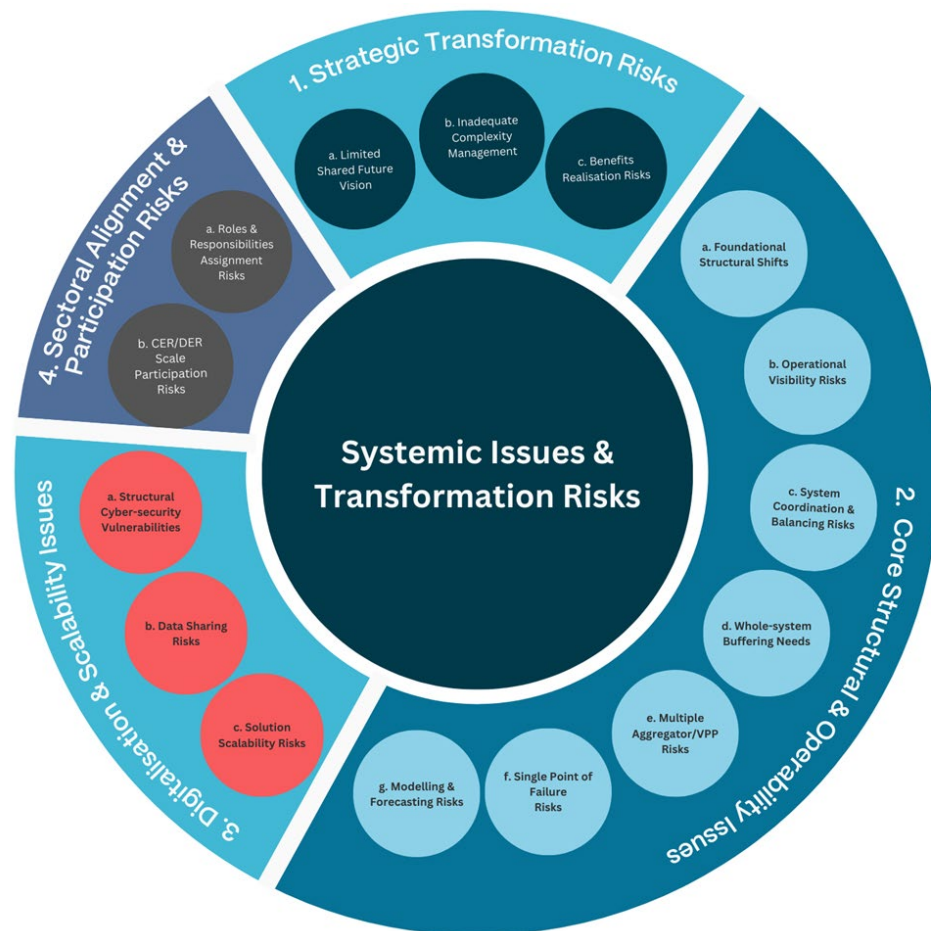 1. Strategic Transformation Risks
a. Limited
Shared Future
Vision
b. Inadequate
Complexity
Management
c. Benefits
Realisation Risks
2. Core Structural & Operability Issues
a. Foundational
Structural Shifts
b. Operational
Visibility Risks
c. System
Coordination &
Balancing Risks
d. Whole-system
Buffering Needs
e. Multiple
Aggregator/VPP
Risks
f. Single Point of
Failure
Risks
g. Modelling &
Forecasting Risks
3. Digitalisation & Scalability Issues
a. Structural
Cyber-security
Vulnerabilities
b. Data Sharing
Risks
c. Solution
Scalability Risks
4. Sectoral Alignment &
Participation Risks
a. Roles &
Responsibilities
Assignment
Risks
b. CER/DER
Scale
Participation
Risks
Systemic Issues &
Transformation Risks